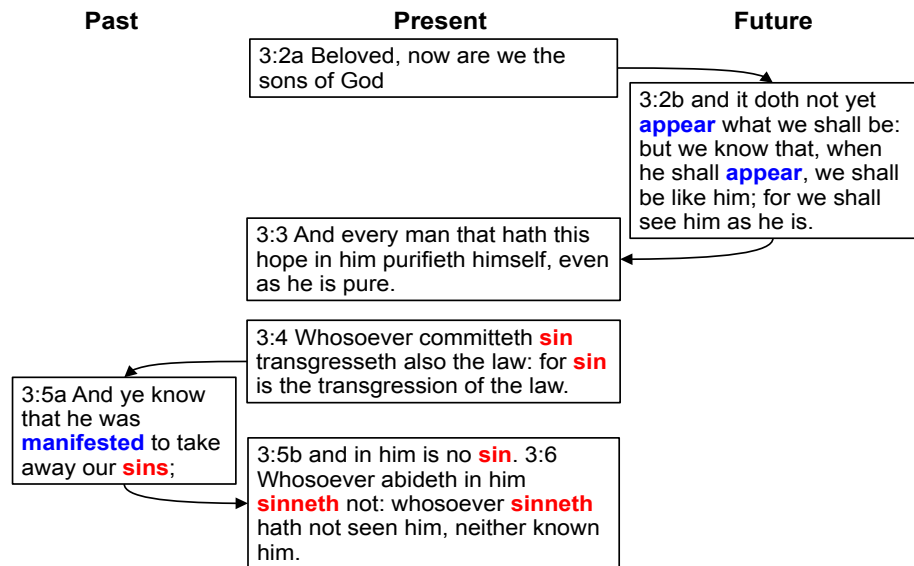 Past Present Future
3:2a Beloved, now are we the
sons of God
3:2b and it doth not yet
appear what we shall be:
but we know that, when
he shall appear, we shall
be like him; for we shall
see him as he is.
3:3 And every man that hath this
hope in him purifieth himself, even
as he is pure.
3:4 Whosoever committeth sin
transgresseth also the law: for sin
is the transgression of the law.
3:5a And ye know
that he was
manifested to take
away our sins;
3:5b and in him is no sin. 3:6
Whosoever abideth in him
sinneth not: whosoever sinneth
hath not seen him, neither known
him.